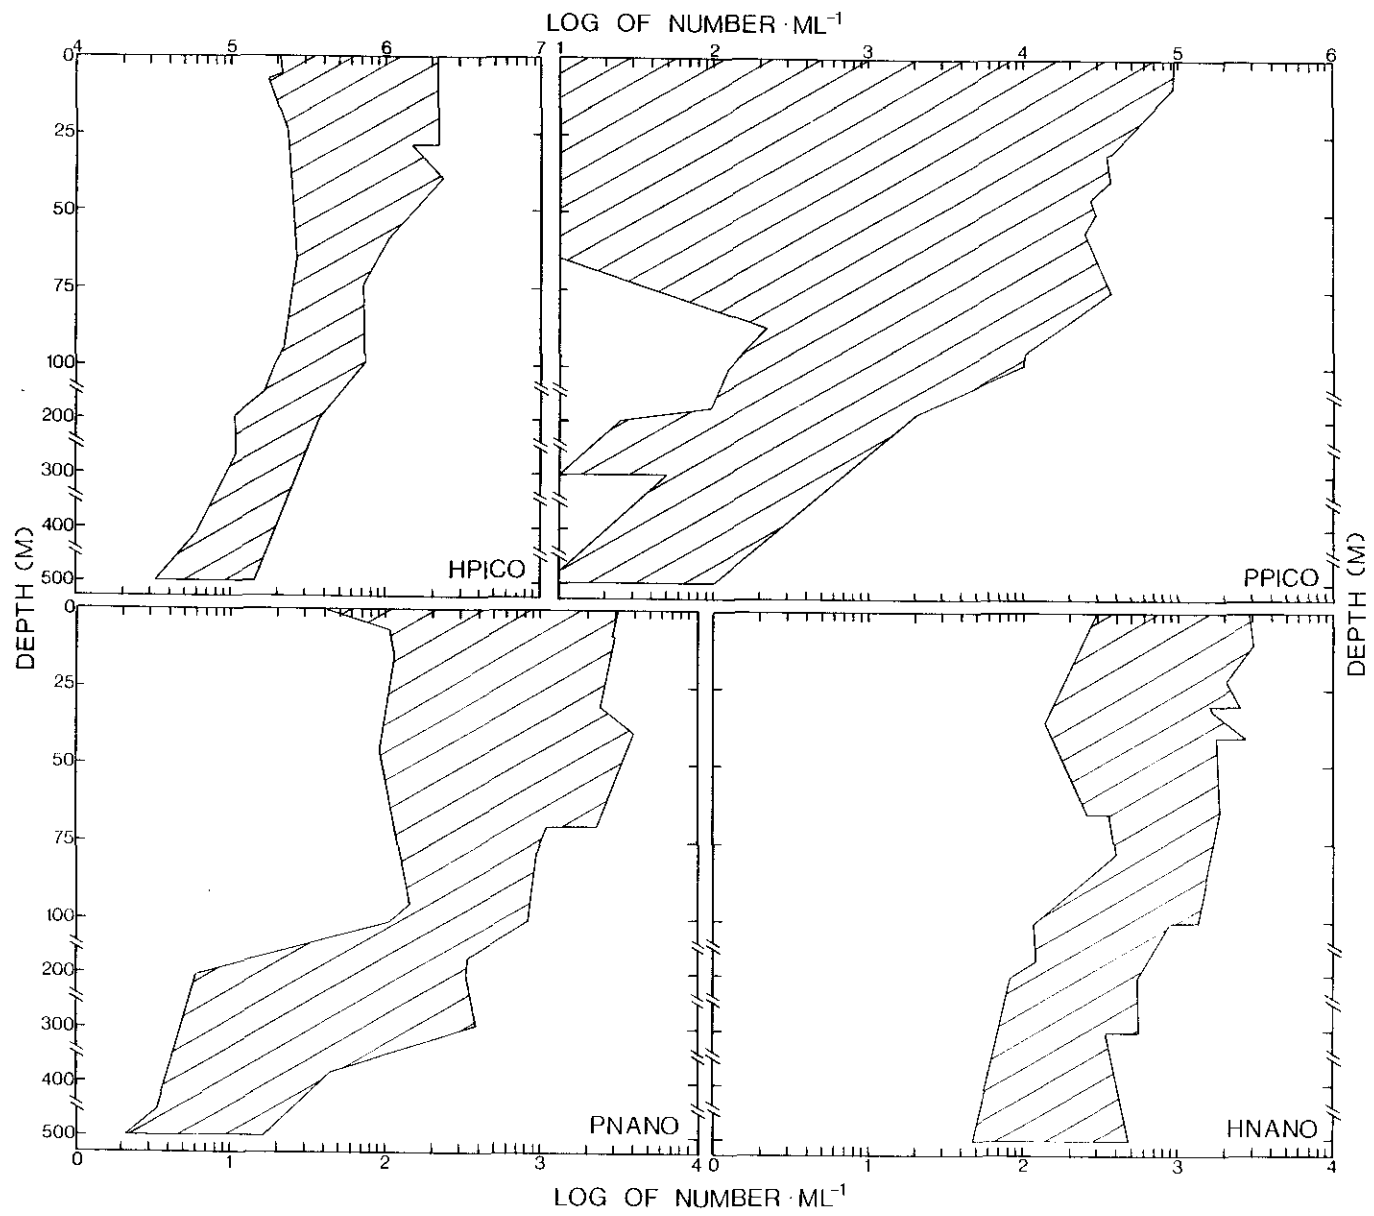 LOG OF NUMBER · ML⁻¹
4 5 6 7 1 2 3 4 5 6
0
25
50
75
100
200
300
400
500
HPICO PPICO
DEPTH (M) DEPTH (M)
0
25
50
75
100
200
300
400
500
PNANO HNANO
0 1 2 3 4 0 1 2 3 4
LOG OF NUMBER · ML⁻¹